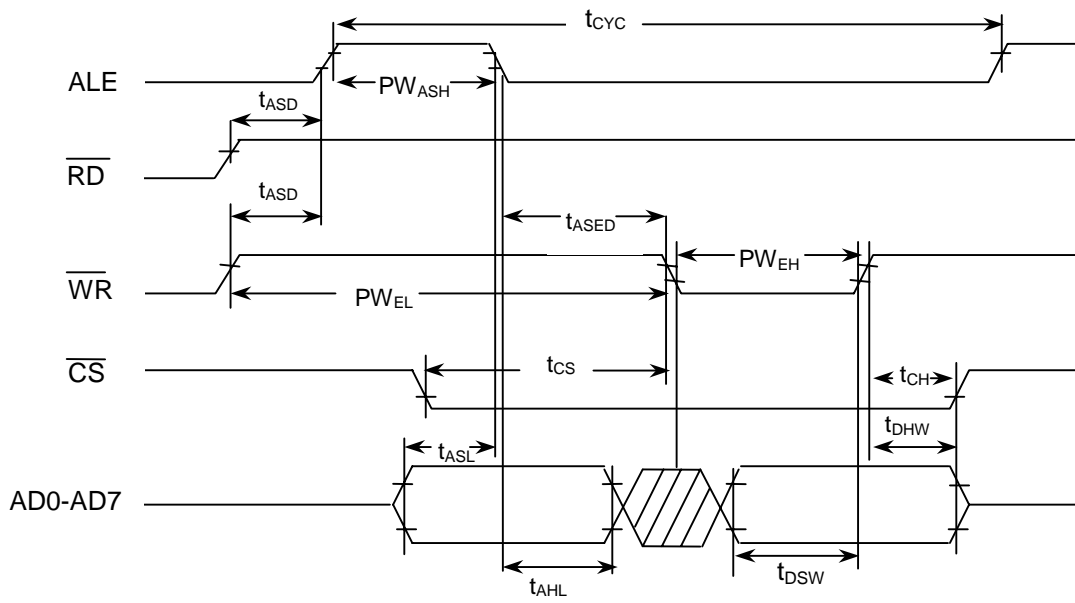 tCYC
ALE
PWASH
tASD
RD
tASD
tASED
PWEH
WR
PWEL
CS
tCS
tCH
tDHW
tASL
AD0-AD7
tAHL
tDSW